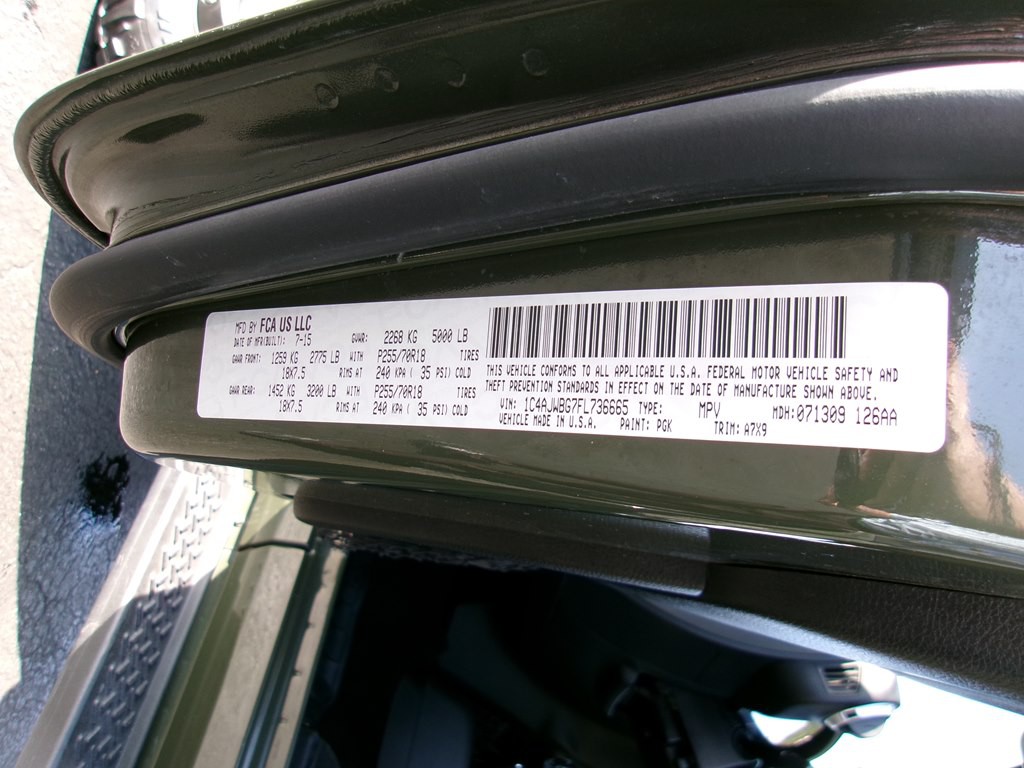 MFD BY FCA US LLC
DATE OF MFR(BUILT): 7-15 GVWR: 2268 KG 5000 LB
GAWR FRONT: 1259 KG 2775 LB WITH P255/70R18 TIRES
18X7.5 RIMS AT 240 KPA ( 35 PSI) COLD
GAWR REAR: 1452 KG 3200 LB WITH P255/70R18 TIRES
18X7.5 RIMS AT 240 KPA ( 35 PSI) COLD
THIS VEHICLE CONFORMS TO ALL APPLICABLE U.S.A. FEDERAL MOTOR VEHICLE SAFETY AND
THEFT PREVENTION STANDARDS IN EFFECT ON THE DATE OF MANUFACTURE SHOWN ABOVE.
VIN: 1C4AJWBG7FL736665 TYPE: MPV MDH: 071309 126AA
VEHICLE MADE IN U.S.A. PAINT: PGK TRIM: A7X9